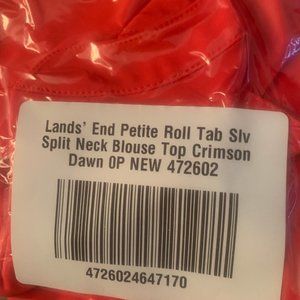 Lands' End Petite Roll Tab Slv
Split Neck Blouse Top Crimson
Dawn 0P NEW 472602
4726024647170